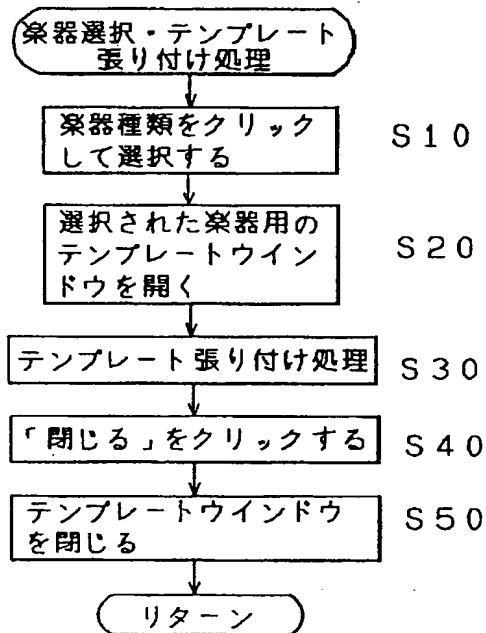 楽器選択・テンプレート
張り付け処理
楽器種類をクリック
して選択する
S10
選択された楽器用の
テンプレートウイン
ドウを開く
S20
テンプレート張り付け処理
S30
「閉じる」をクリックする
S40
テンプレートウインドウ
を閉じる
S50
リターン